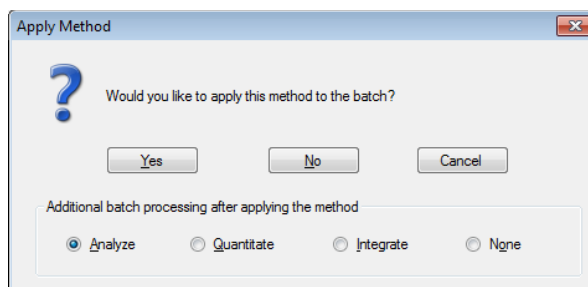 Apply Method
Would you like to apply this method to the batch?
Yes No Cancel
Additional batch processing after applying the method
Analyze Quantitate Integrate None